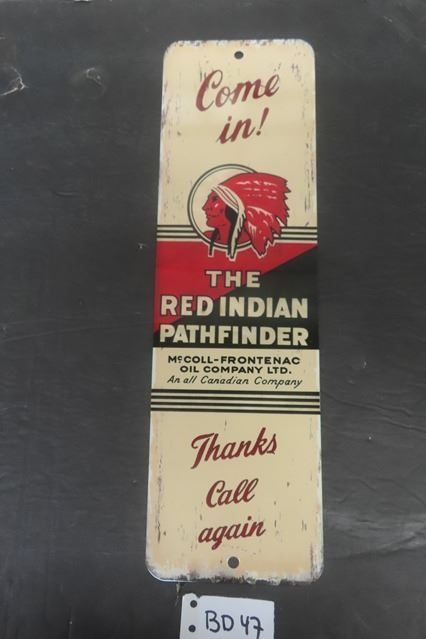 Come
in!
THE
RED INDIAN
PATHFINDER
McCOLL-FRONTENAC
OIL COMPANY LTD.
An all Canadian Company
Thanks
Call
again
BD47